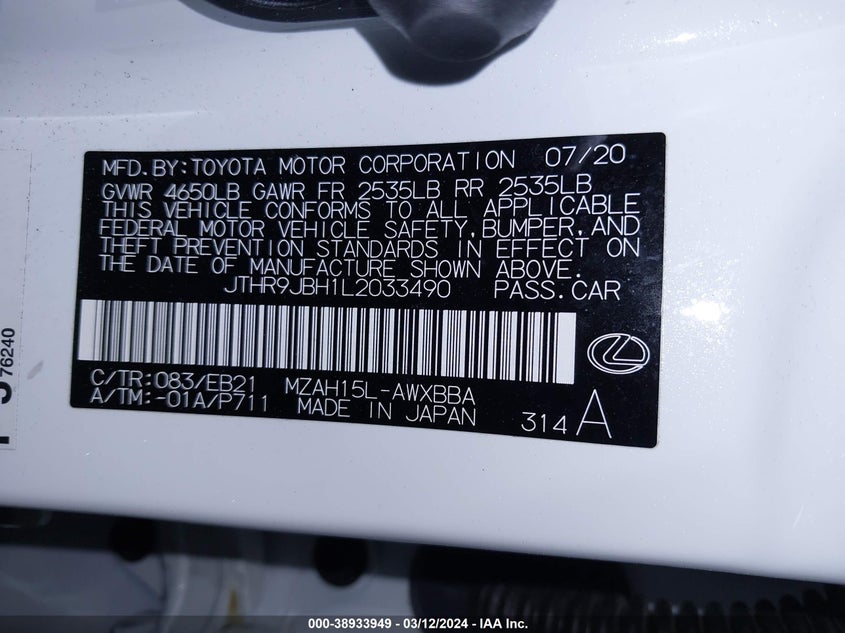 MFD.BY:TOYOTA MOTOR CORPORATION 07/20
GVWR 4650LB GAWR FR 2535LB RR 2535LB
THIS VEHICLE CONFORMS TO ALL APPLICABLE
FEDERAL MOTOR VEHICLE SAFETY, BUMPER, AND
THEFT PREVENTION STANDARDS IN EFFECT ON
THE DATE OF MANUFACTURE SHOWN ABOVE.
JTHR9JBH1L2033490 PASS.CAR
C/TR:083/EB21 MZAH15L-AWXBBA
A/TM:-01A/P711 MADE IN JAPAN 314 A
76240
000-38933949 - 03/12/2024 - IAA Inc.